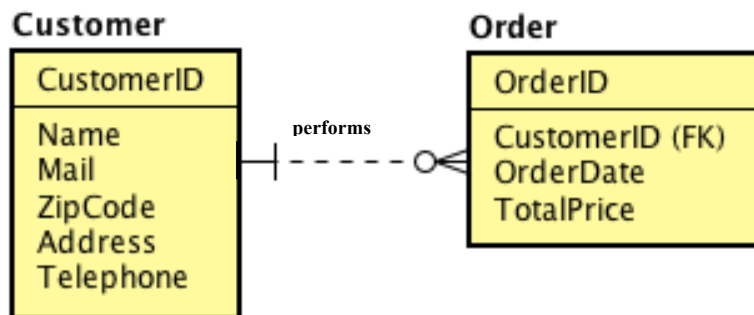 Customer
CustomerID
Name
Mail
ZipCode
Address
Telephone
performs
Order
OrderID
CustomerID (FK)
OrderDate
TotalPrice